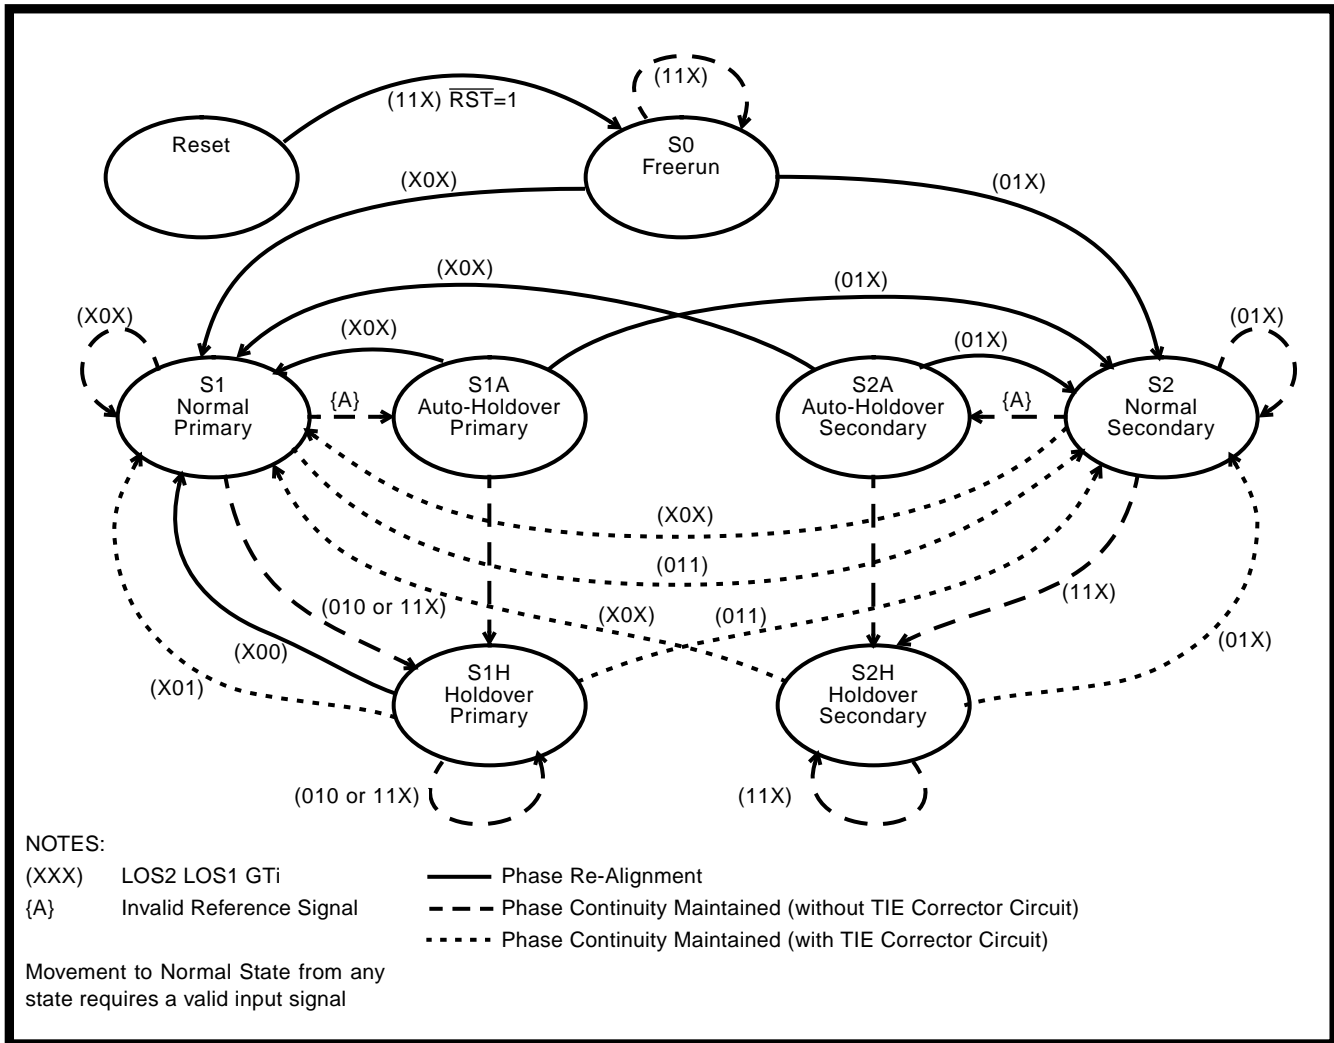 (11X)
(11X) RST=1
Reset
S0
Freerun
(X0X)
(01X)
(X0X)
(01X)
(X0X)
(X0X)
(01X)
(01X)
S1
Normal
Primary
{A}
S1A
Auto-Holdover
Primary
S2A
Auto-Holdover
Secondary
{A}
S2
Normal
Secondary
(X0X)
(011)
(010 or 11X)
(X0X)
(011)
(11X)
(X00)
(X01)
(01X)
S1H
Holdover
Primary
S2H
Holdover
Secondary
(010 or 11X)
(11X)
NOTES:
(XXX) LOS2 LOS1 GTi
{A} Invalid Reference Signal
Phase Re-Alignment
Phase Continuity Maintained (without TIE Corrector Circuit)
Phase Continuity Maintained (with TIE Corrector Circuit)
Movement to Normal State from any
state requires a valid input signal